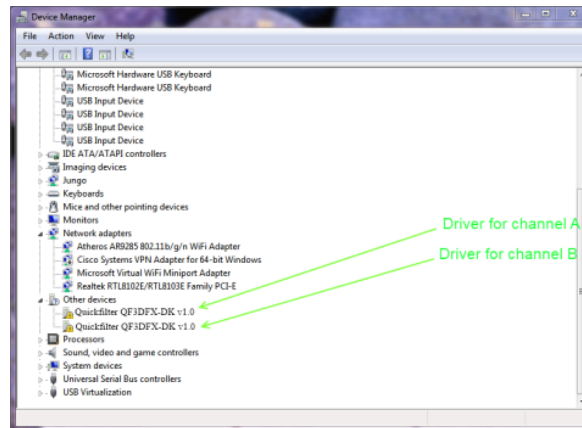 Device Manager
File Action View Help
Microsoft Hardware USB Keyboard
Microsoft Hardware USB Keyboard
USB Input Device
USB Input Device
USB Input Device
USB Input Device
IDE ATA/ATAPI controllers
Imaging devices
Jungo
Keyboards
Mice and other pointing devices
Monitors
Network adapters
Driver for channel A
Atheros AR9285 802.11b/g/n WiFi Adapter
Cisco Systems VPN Adapter for 64-bit Windows
Driver for channel B
Microsoft Virtual WiFi Miniport Adapter
Realtek RTL8102E/RTL8103E Family PCI-E
Other devices
Quickfilter QF3DFX-DK v1.0
Quickfilter QF3DFX-DK v1.0
Processors
Sound, video and game controllers
System devices
Universal Serial Bus controllers
USB Virtualization